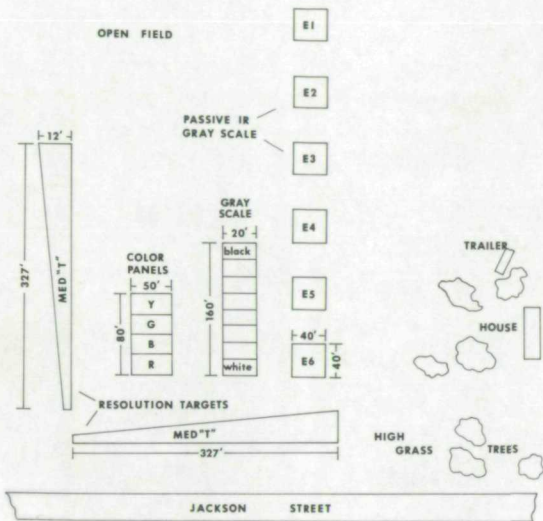 OPEN FIELD
E1
E2
PASSIVE IR
GRAY SCALE
E3
12'
327'
MED "T"
GRAY
SCALE
20'
black
160'
white
E4
COLOR
PANELS
50'
80'
Y
G
B
R
E5
40'
E6
40'
TRAILER
HOUSE
RESOLUTION TARGETS
MED "T"
327'
HIGH
GRASS
TREES
JACKSON STREET